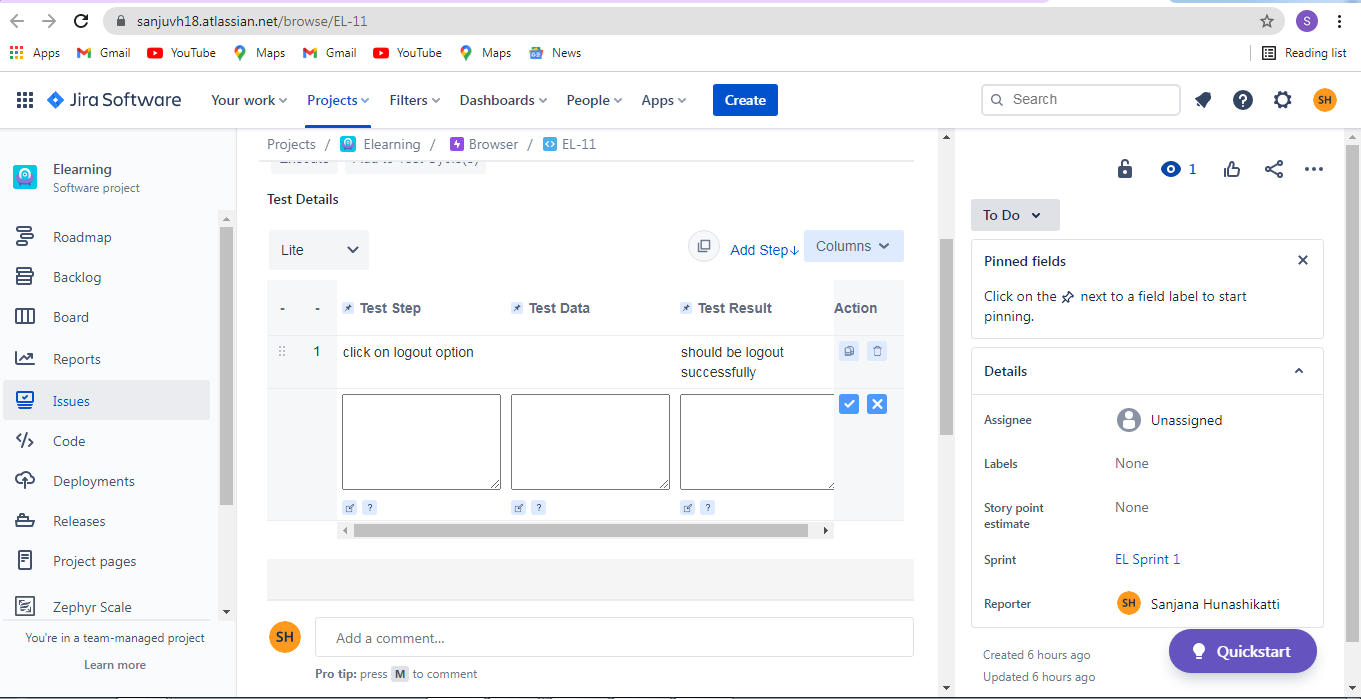 sanjuvh18.atlassian.net/browse/EL-11
S
Apps Gmail YouTube Maps Gmail YouTube Maps News Reading list
Jira Software Your work Projects Filters Dashboards People Apps Create Search SH
Projects / Elearning / Browser / EL-11
Elearning
Software project
Roadmap
Backlog
Board
Reports
Issues
Code
Deployments
Releases
Project pages
Zephyr Scale
You're in a team-managed project
Learn more
Execute Add to Test Cycle(s)
Test Details
Lite Add Step↓ Columns
- - Test Step Test Data Test Result Action
1 click on logout option should be logout
successfully
? ? ?
SH Add a comment...
Pro tip: press M to comment
1
To Do
Pinned fields
Click on the next to a field label to start
pinning.
Details
Assignee Unassigned
Labels None
Story point None
estimate
Sprint EL Sprint 1
Reporter SH Sanjana Hunashikatti
Created 6 hours ago
Updated 6 hours ago
Quickstart